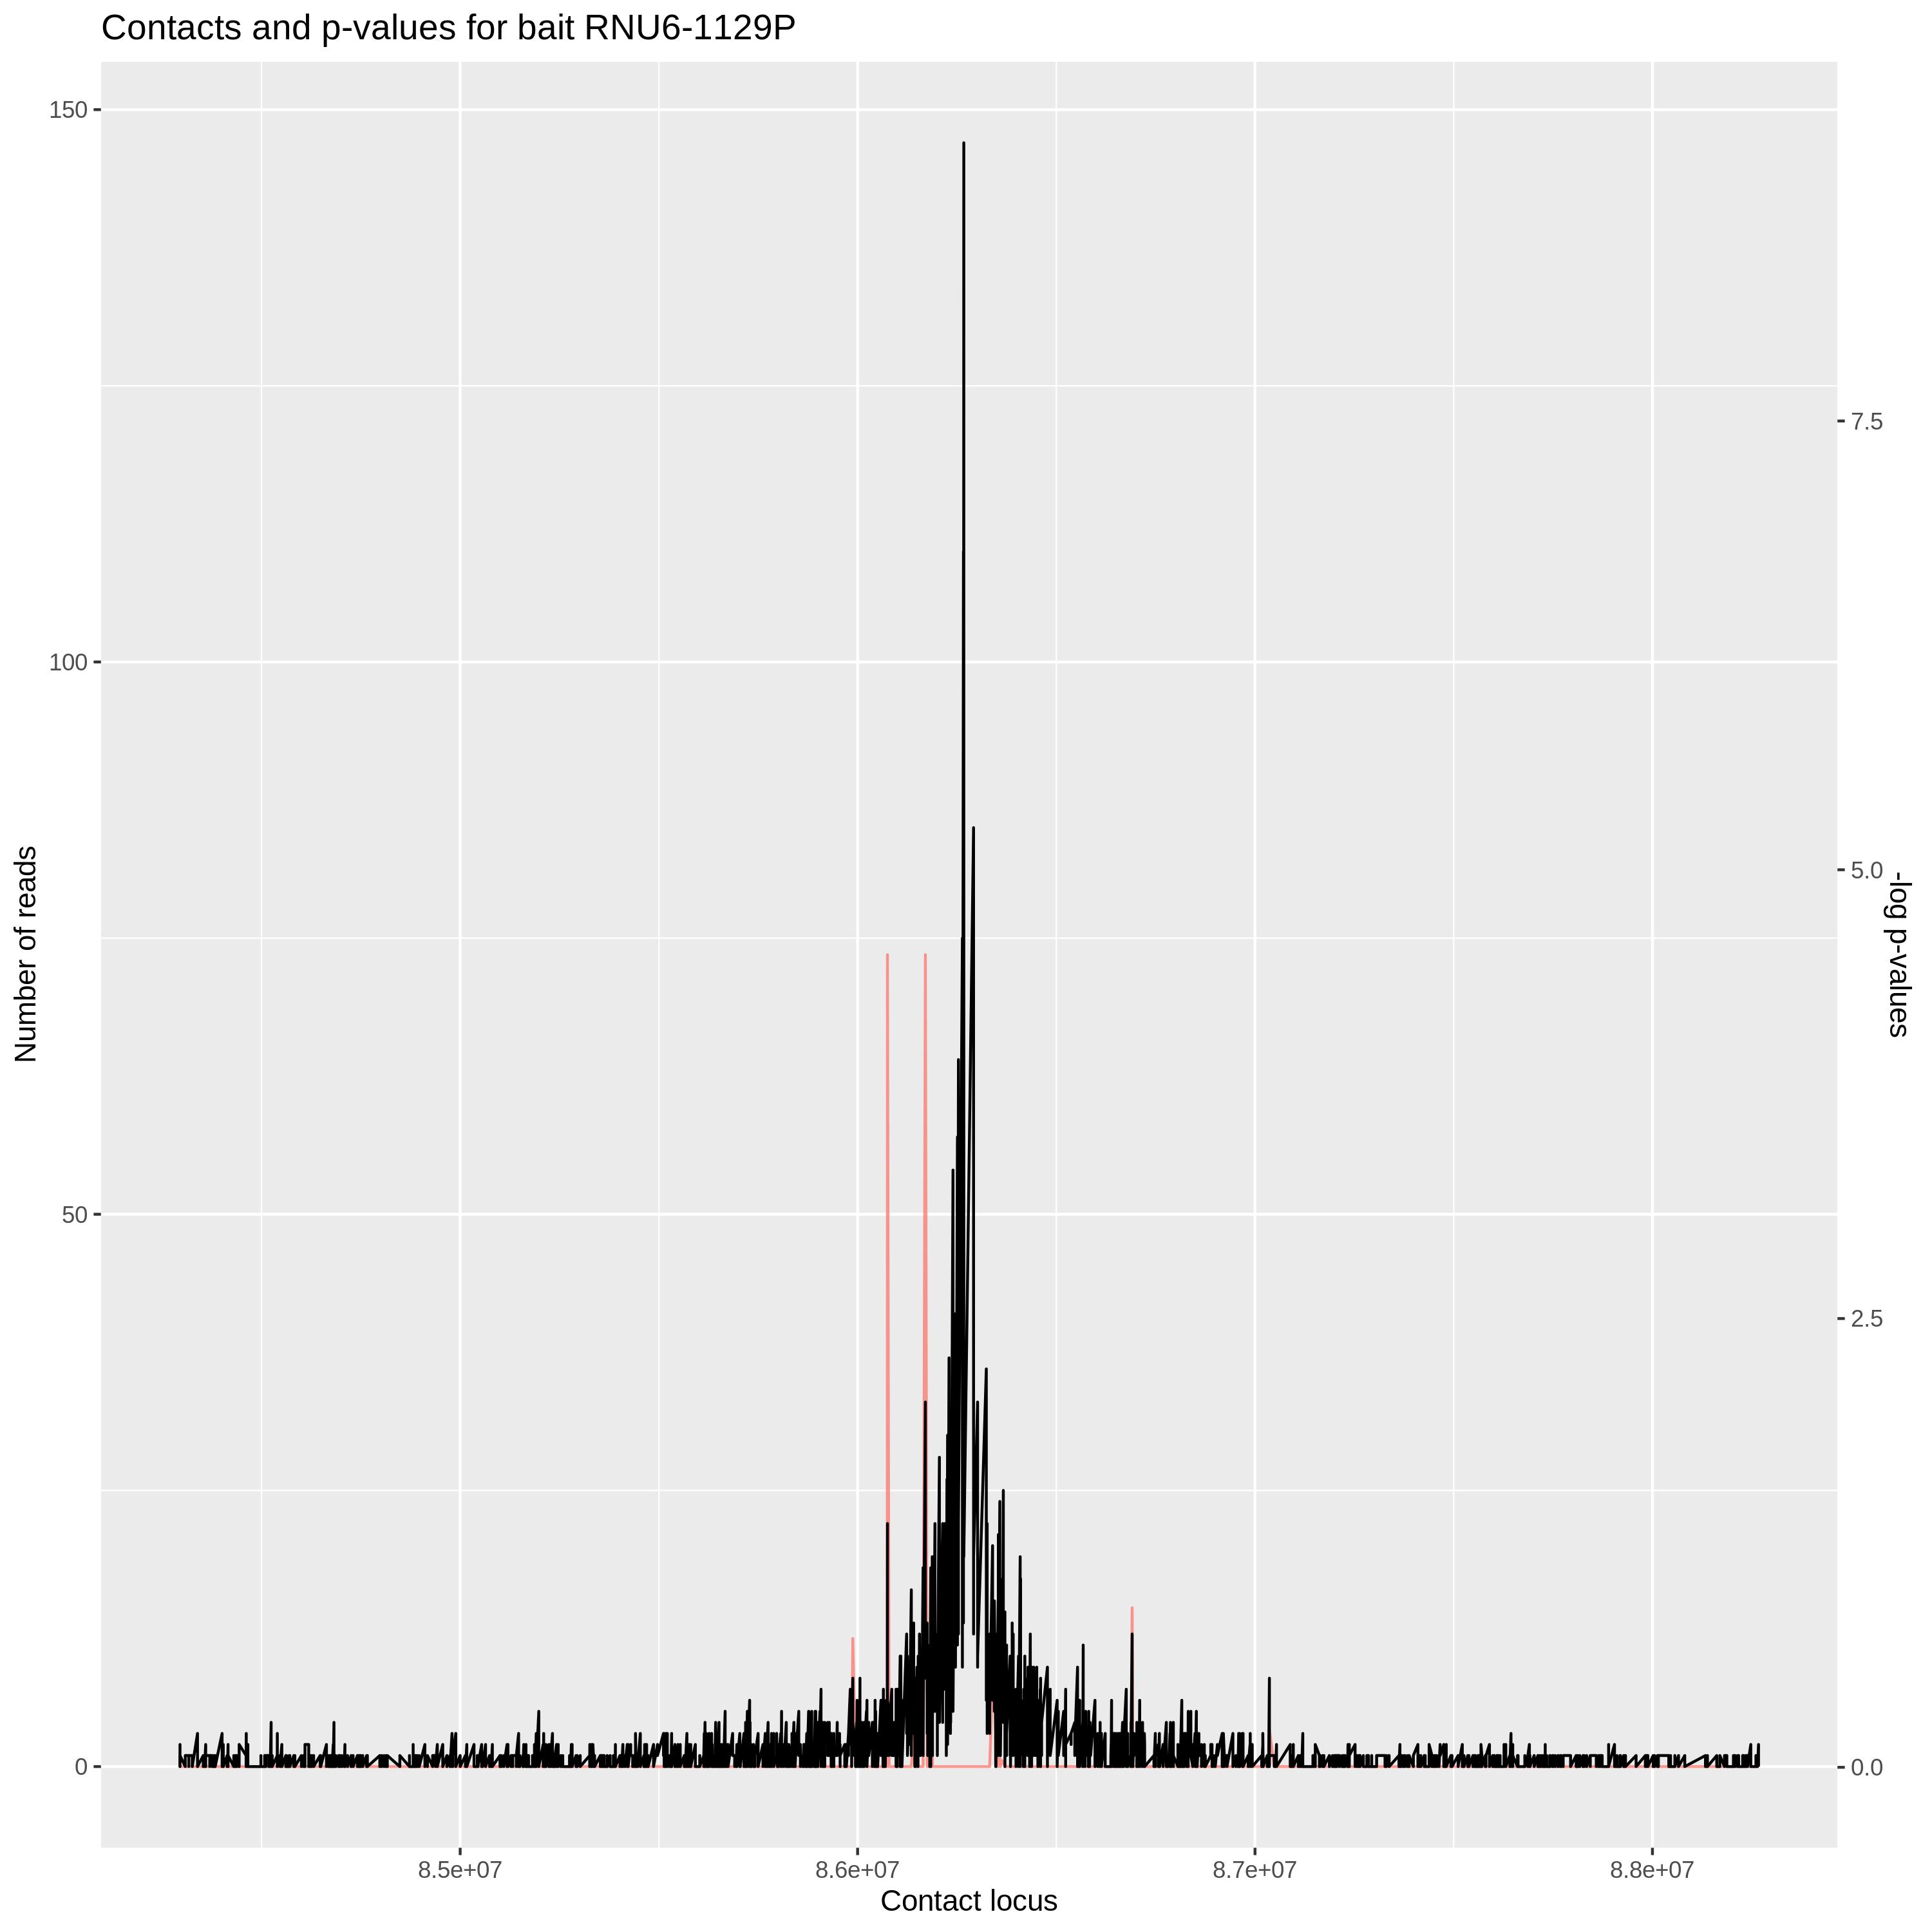 Contacts and p-values for bait RNU6-1129P
150
100
50
0
Number of reads
7.5
5.0
2.5
0.0
-log p-values
8.5e+07
8.6e+07
8.7e+07
8.8e+07
Contact locus